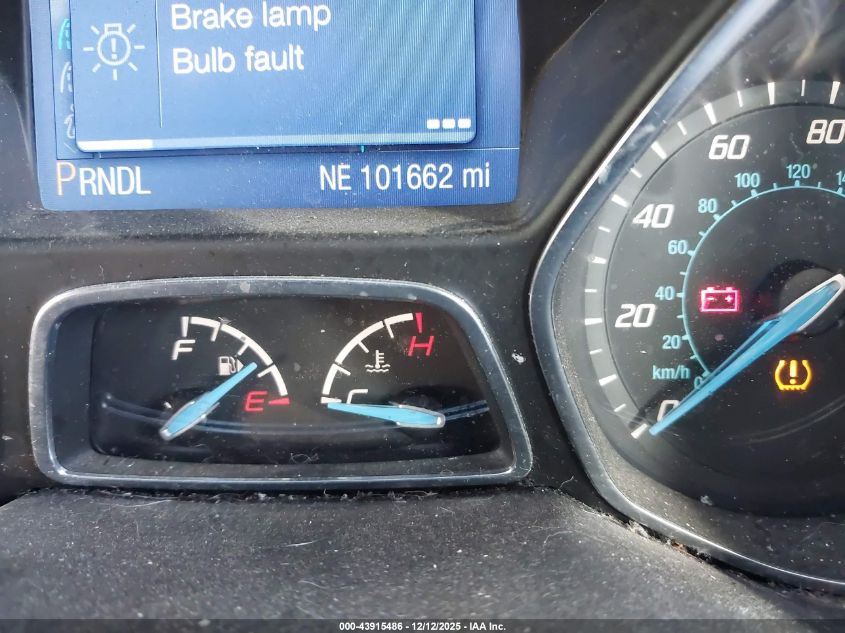 Brake lamp
Bulb fault
PRNDL NE 101662 mi
F E
H C
0 20 40 60 80
km/h 20 40 60 80 100 120
000-43915486 - 12/12/2025 - IAA Inc.